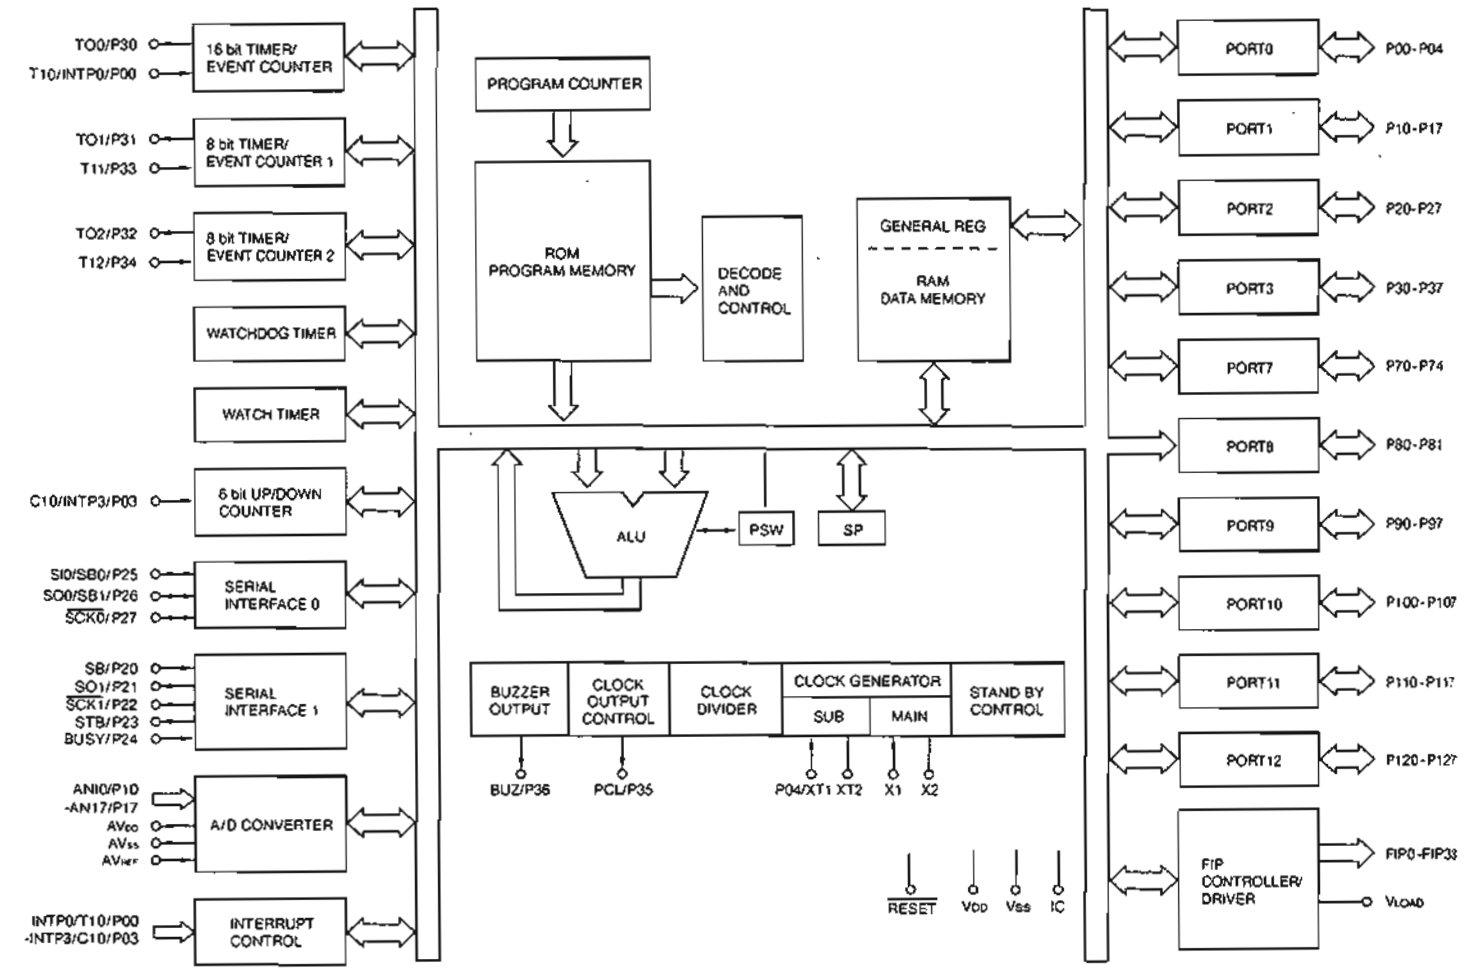 TO0/P30
T10/INTP0/P00
16 bit TIMER/
EVENT COUNTER
TO1/P31
T11/P33
8 bit TIMER/
EVENT COUNTER 1
TO2/P32
T12/P34
8 bit TIMER/
EVENT COUNTER 2
WATCHDOG TIMER
WATCH TIMER
C10/INTP3/P03
6 bit UP/DOWN
COUNTER
SI0/SB0/P25
SO0/SB1/P26
SCK0/P27
SERIAL
INTERFACE 0
SB/P20
SO1/P21
SCK1/P22
STB/P23
BUSY/P24
SERIAL
INTERFACE 1
ANI0/P10
-AN17/P17
AVDD
AVSS
AVREF
A/D CONVERTER
INTP0/T10/P00
-INTP3/C10/P03
INTERRUPT
CONTROL
PROGRAM COUNTER
ROM
PROGRAM MEMORY
DECODE
AND
CONTROL
GENERAL REG
RAM
DATA MEMORY
ALU
PSW
SP
BUZZER
OUTPUT
CLOCK
OUTPUT
CONTROL
CLOCK
DIVIDER
CLOCK GENERATOR
SUB
MAIN
STAND BY
CONTROL
BUZ/P36
PCL/P35
P04/XT1 XT2
X1
X2
RESET
VDD
VSS
IC
PORT0
P00-P04
PORT1
P10-P17
PORT2
P20-P27
PORT3
P30-P37
PORT7
P70-P74
PORT8
P80-P81
PORT9
P90-P97
PORT10
P100-P107
PORT11
P110-P117
PORT12
P120-P127
FIP
CONTROLLER/
DRIVER
FIP0-FIP33
VLOAD